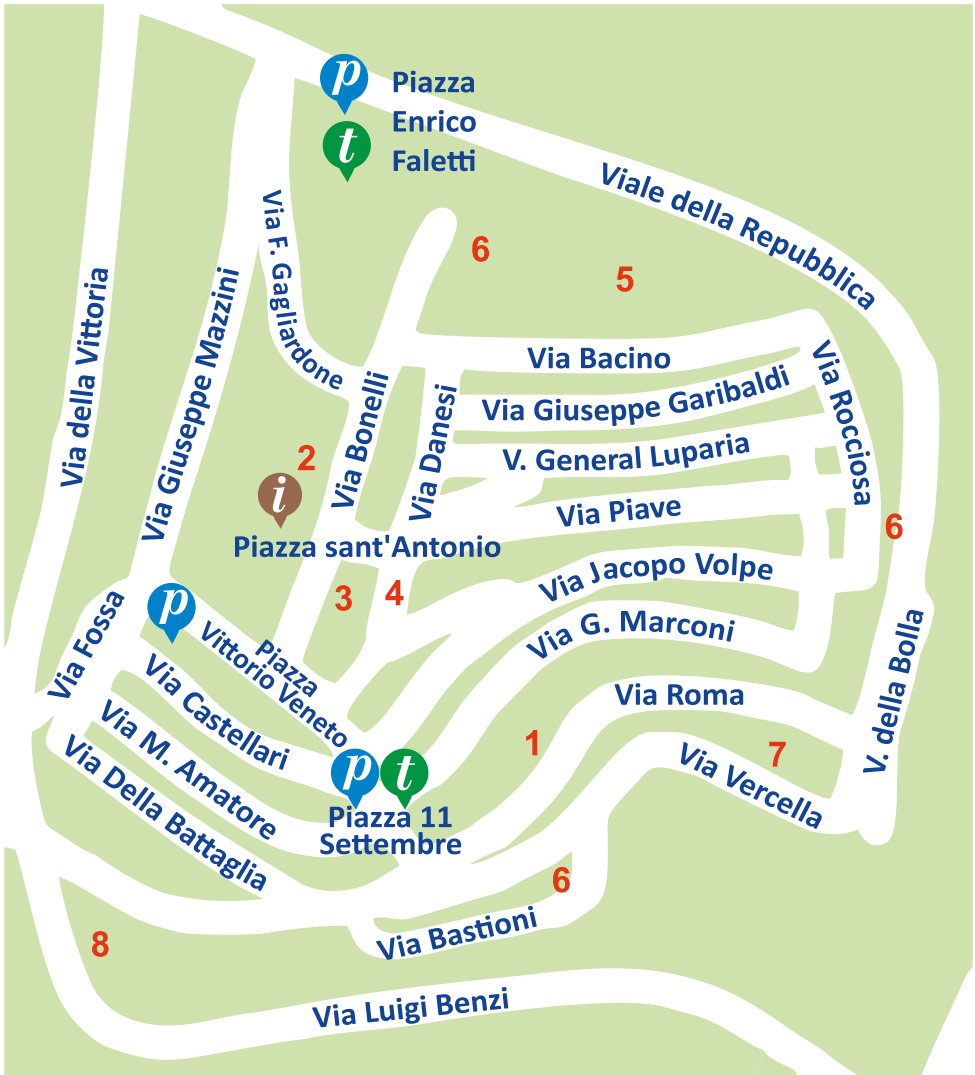 p
Piazza
Enrico
Faletti
t
Viale della Repubblica
Via F. Gagliardone
6
5
Via della Vittoria
Via Giuseppe Mazzini
Via Bacino
Via Rocciosa
Via Giuseppe Garibaldi
Via Bonelli
Via Danesi
V. General Luparia
2
i
Via Piave
6
Piazza sant'Antonio
3
4
Via Jacopo Volpe
p
Via Fossa
Piazza
Vittorio Veneto
Via G. Marconi
V. della Bolla
Via Castellari
Via Roma
1
7
Via M. Amatore
Via Vercella
p
t
Piazza 11
Settembre
Via Della Battaglia
6
Via Bastioni
8
Via Luigi Benzi